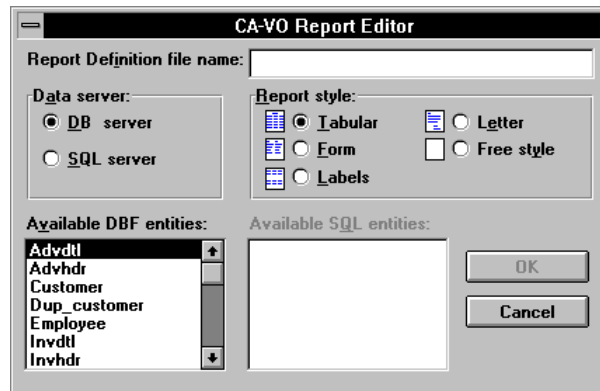 CA-VO Report Editor
Report Definition file name:
Data server:
DB server
SQL server
Report style:
Tabular
Form
Labels
Letter
Free style
Available DBF entities:
Advdtl
Advhdr
Customer
Dup_customer
Employee
Invdtl
Invhdr
Available SQL entities:
OK
Cancel